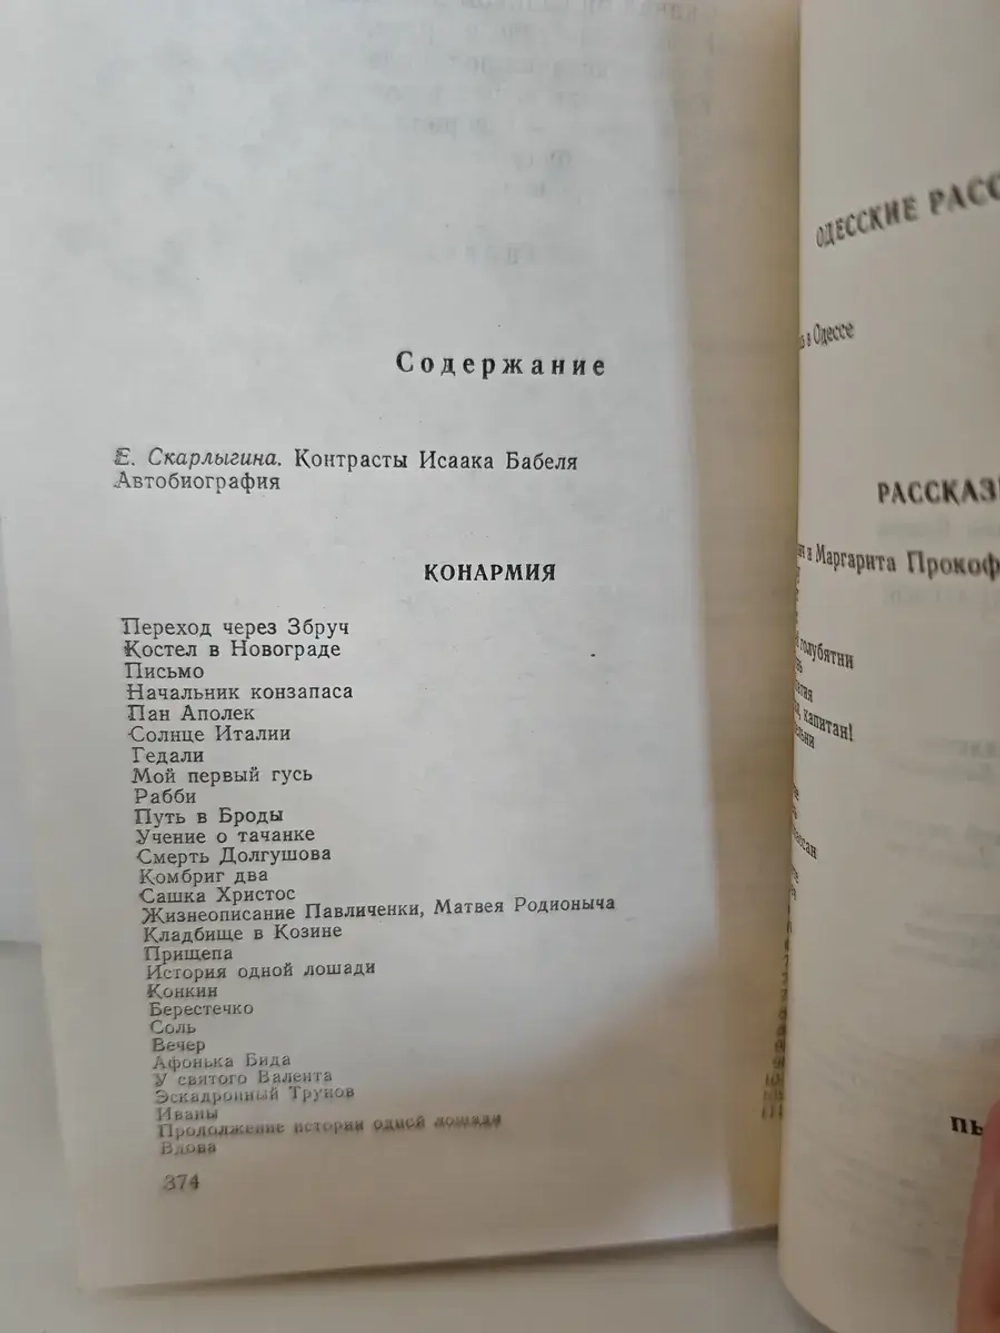 Содержание
Е. Скарлыгина. Контрасты Исаака Бабеля
Автобиография
КОНАРМИЯ
Переход через Збруч
Костел в Новограде
Письмо
Начальник конзапаса
Пан Аполек
Солнце Италии
Гедали
Мой первый гусь
Рабби
Путь в Броды
Учение о тачанке
Смерть Долгушова
Комбриг два
Сашка Христос
Жизнеописание Павличенки, Матвея Родионыча
Кладбище в Козине
Прищепа
История одной лошади
Конкин
Берестечко
Соль
Вечер
Афонька Бида
У святого Валента
Эскадронный Трунов
Иваны
Продолжение истории одной лошади
Вдова
374
ОДЕССКИЕ
в Одессе
и Маргарита
голубятни
капитан!